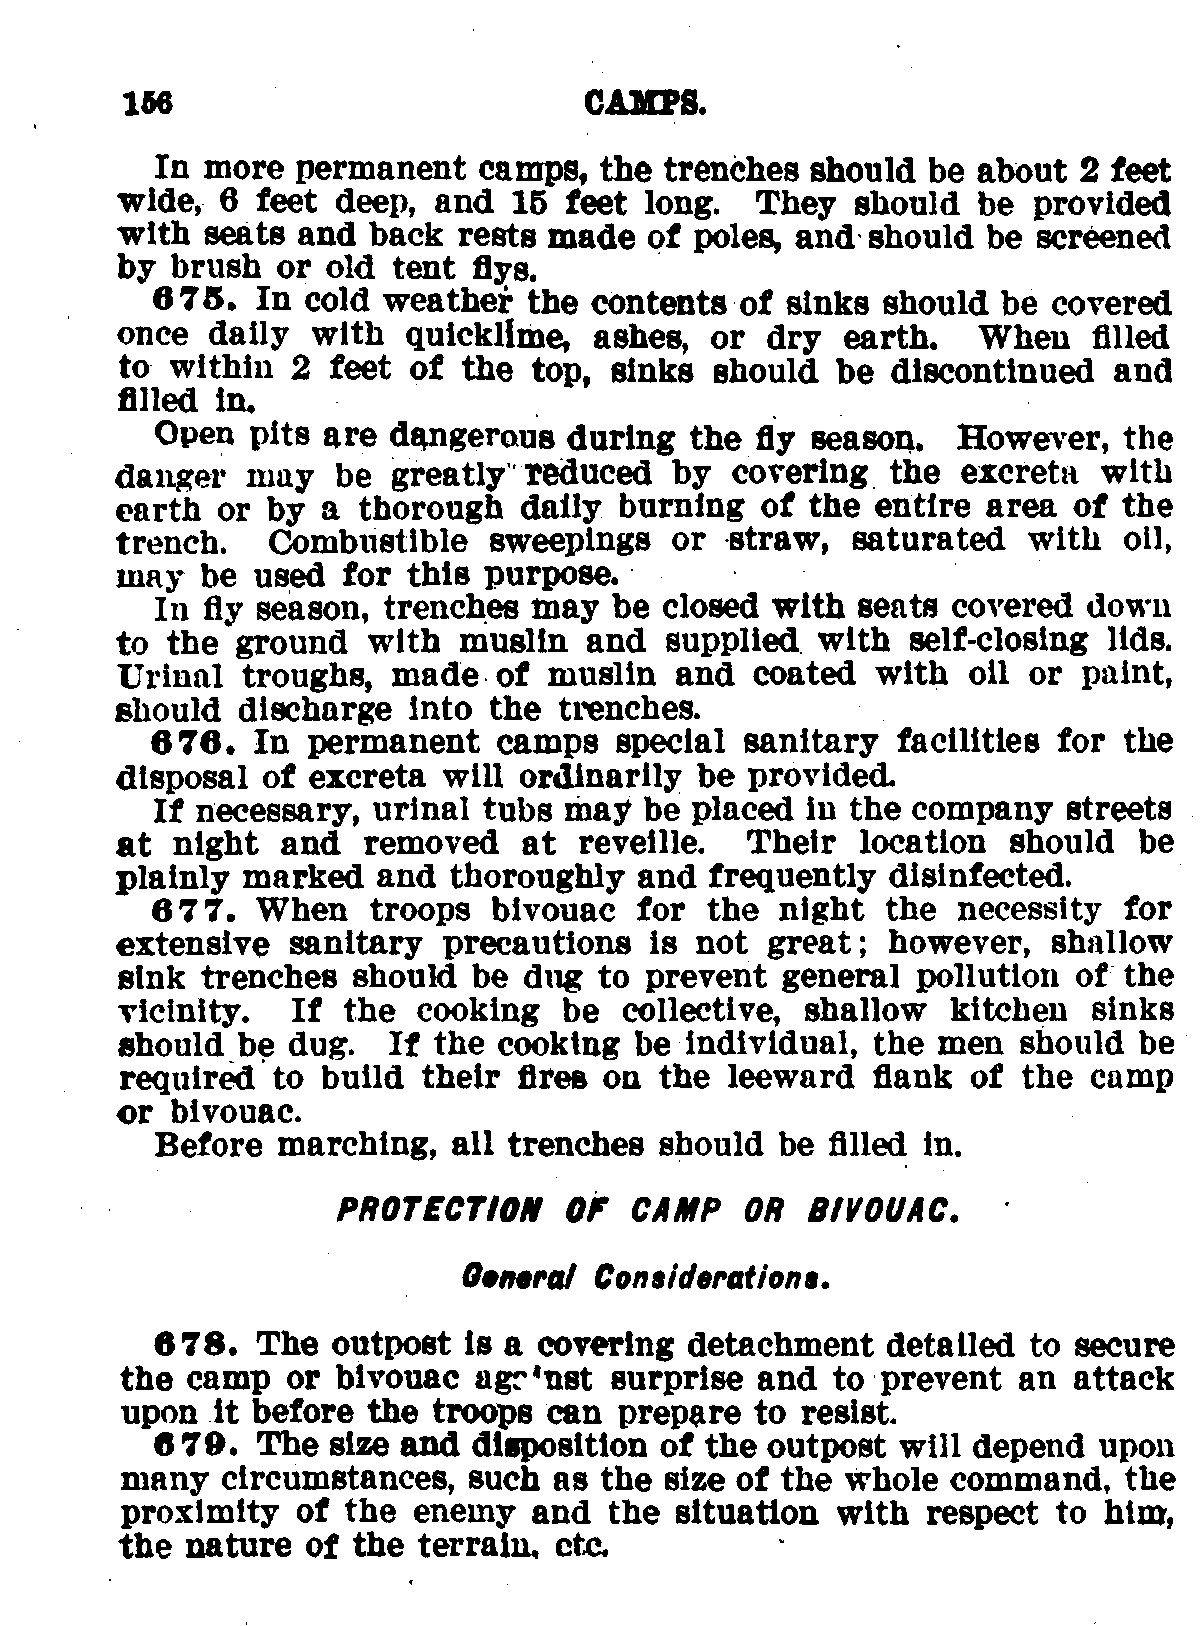 156 CAMPS.
In more permanent camps, the trenches should be about 2 feet
wide, 6 feet deep, and 15 feet long. They should be provided
with seats and back rests made of poles, and should be screened
by brush or old tent flys.
675. In cold weather the contents of sinks should be covered
once daily with quicklime, ashes, or dry earth. When filled
to within 2 feet of the top, sinks should be discontinued and
filled in.
Open pits are dangerous during the fly season. However, the
danger may be greatly reduced by covering the excreta with
earth or by a thorough daily burning of the entire area of the
trench. Combustible sweepings or straw, saturated with oil,
may be used for this purpose.
In fly season, trenches may be closed with seats covered down
to the ground with muslin and supplied with self-closing lids.
Urinal troughs, made of muslin and coated with oil or paint,
should discharge into the trenches.
676. In permanent camps special sanitary facilities for the
disposal of excreta will ordinarily be provided.
If necessary, urinal tubs may be placed in the company streets
at night and removed at reveille. Their location should be
plainly marked and thoroughly and frequently disinfected.
677. When troops bivouac for the night the necessity for
extensive sanitary precautions is not great; however, shallow
sink trenches should be dug to prevent general pollution of the
vicinity. If the cooking be collective, shallow kitchen sinks
should be dug. If the cooking be individual, the men should be
required to build their fires on the leeward flank of the camp
or bivouac.
Before marching, all trenches should be filled in.
PROTECTION OF CAMP OR BIVOUAC.
General Considerations.
678. The outpost is a covering detachment detailed to secure
the camp or bivouac against surprise and to prevent an attack
upon it before the troops can prepare to resist.
679. The size and disposition of the outpost will depend upon
many circumstances, such as the size of the whole command, the
proximity of the enemy and the situation with respect to him,
the nature of the terrain, etc.